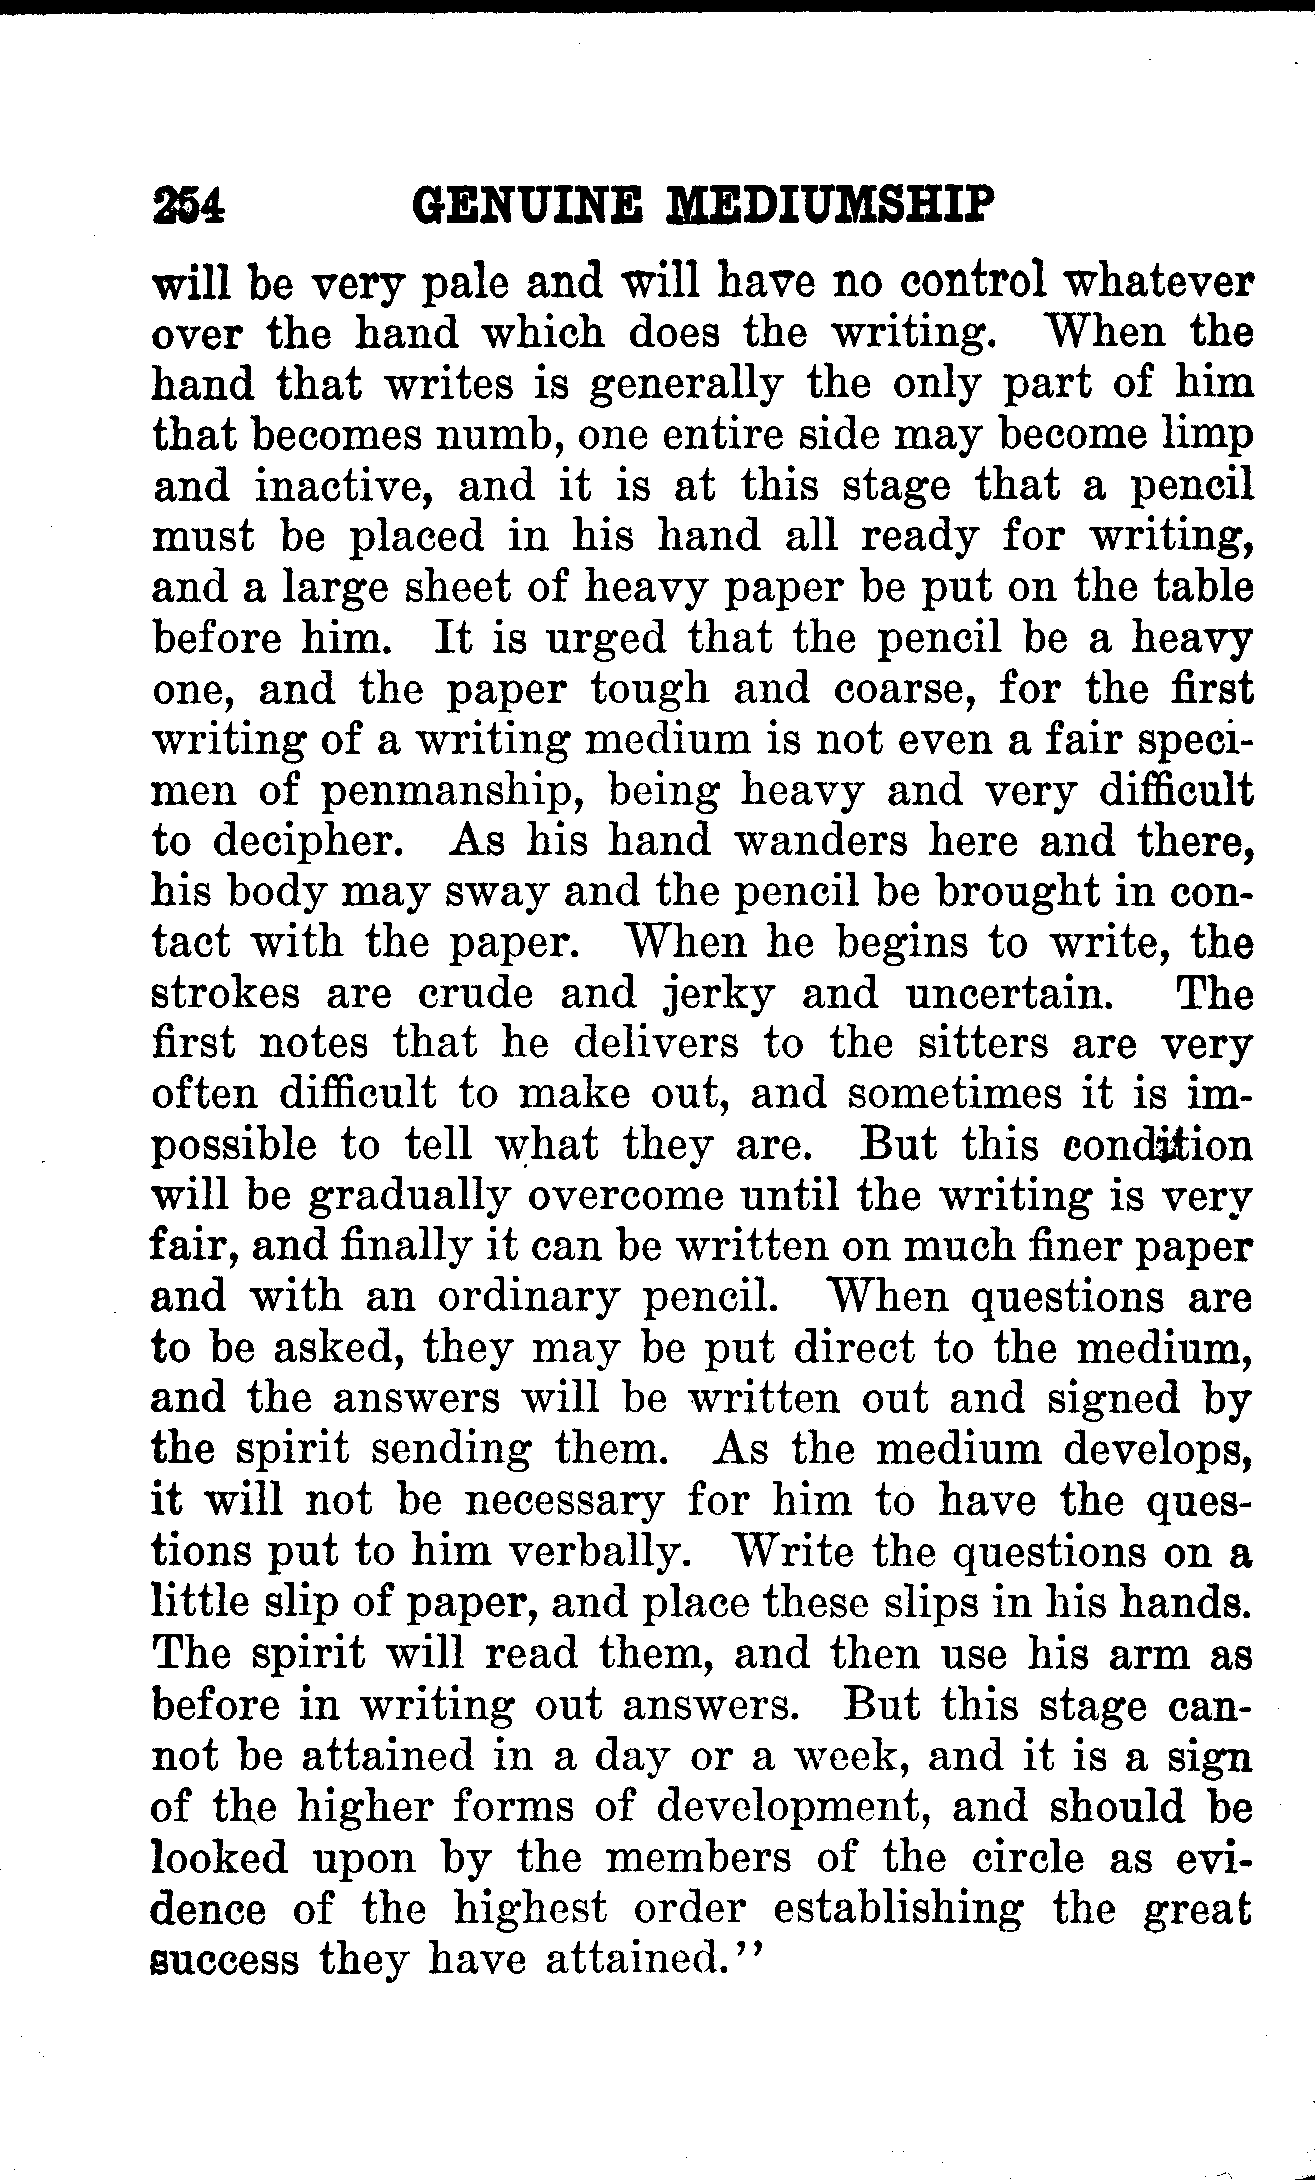 254 GENUINE MEDIUMSHIP
will be very pale and will have no control whatever
over the hand which does the writing. When the
hand that writes is generally the only part of him
that becomes numb, one entire side may become limp
and inactive, and it is at this stage that a pencil
must be placed in his hand all ready for writing,
and a large sheet of heavy paper be put on the table
before him. It is urged that the pencil be a heavy
one, and the paper tough and coarse, for the first
writing of a writing medium is not even a fair speci-
men of penmanship, being heavy and very difficult
to decipher. As his hand wanders here and there,
his body may sway and the pencil be brought in con-
tact with the paper. When he begins to write, the
strokes are crude and jerky and uncertain. The
first notes that he delivers to the sitters are very
often difficult to make out, and sometimes it is im-
possible to tell what they are. But this condition
will be gradually overcome until the writing is very
fair, and finally it can be written on much finer paper
and with an ordinary pencil. When questions are
to be asked, they may be put direct to the medium,
and the answers will be written out and signed by
the spirit sending them. As the medium develops,
it will not be necessary for him to have the ques-
tions put to him verbally. Write the questions on a
little slip of paper, and place these slips in his hands.
The spirit will read them, and then use his arm as
before in writing out answers. But this stage can-
not be attained in a day or a week, and it is a sign
of the higher forms of development, and should be
looked upon by the members of the circle as evi-
dence of the highest order establishing the great
success they have attained.''